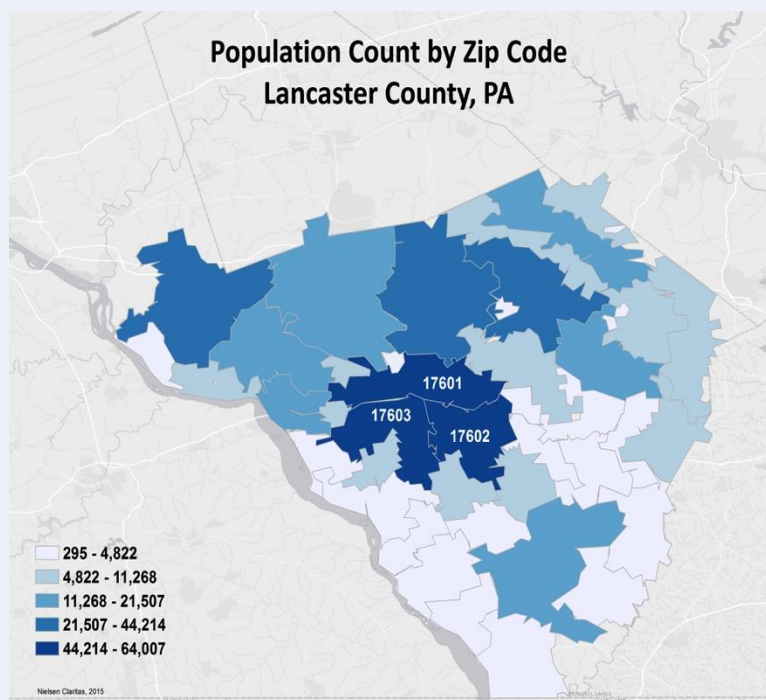 Population Count by Zip Code
Lancaster County, PA
17601
17603
17602
295 - 4,822
4,822 - 11,268
11,268 - 21,507
21,507 - 44,214
44,214 - 64,007
Nielsen Claritas, 2015